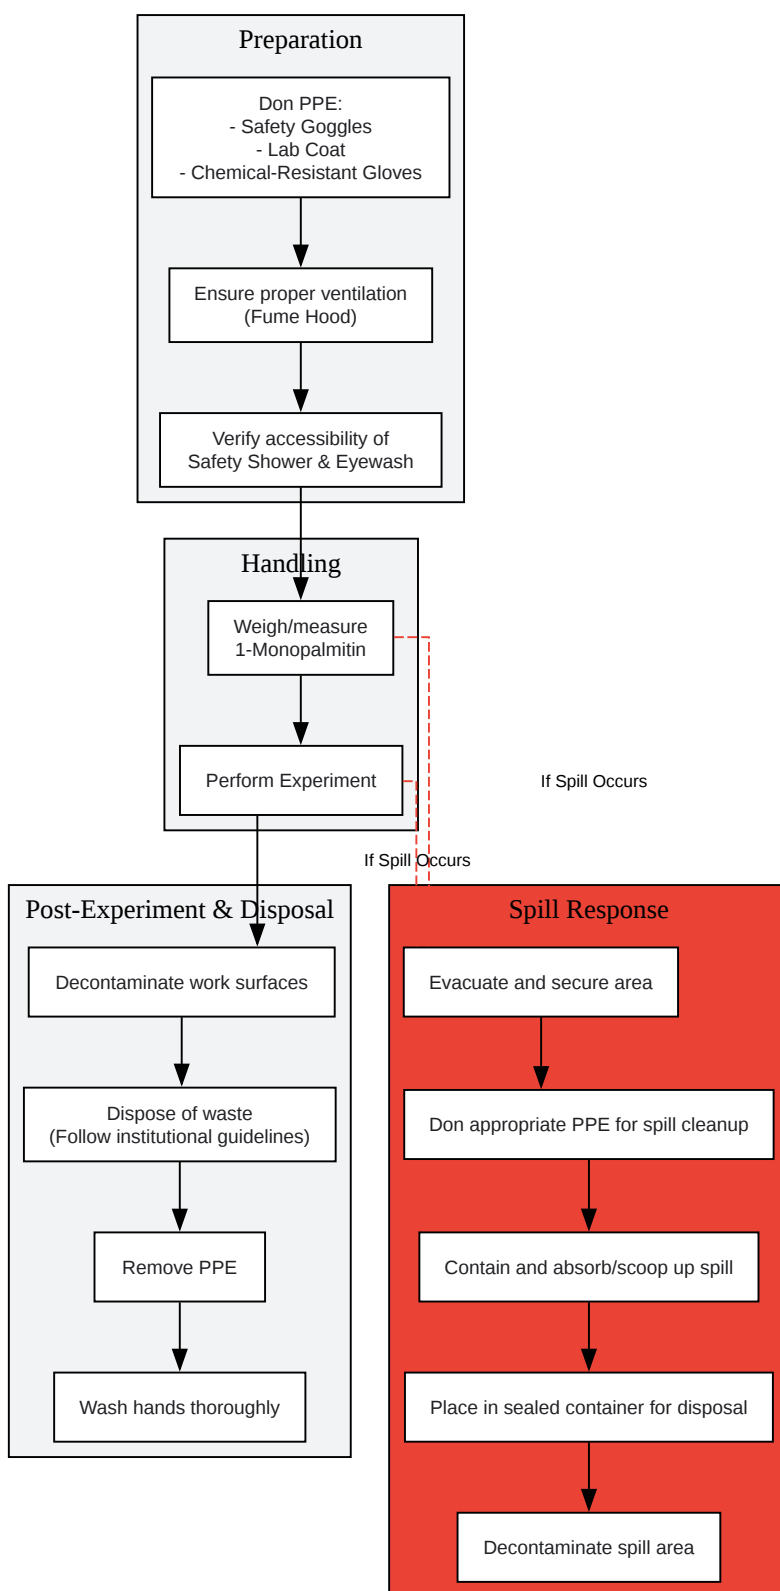 Preparation
Don PPE:
- Safety Goggles
- Lab Coat
- Chemical-Resistant Gloves
Ensure proper ventilation
(Fume Hood)
Verify accessibility of
Safety Shower & Eyewash
Handling
Weigh/measure
1-Monopalmitin
Perform Experiment
If Spill Occurs
If Spill Occurs
Post-Experiment & Disposal
Decontaminate work surfaces
Dispose of waste
(Follow institutional guidelines)
Remove PPE
Wash hands thoroughly
Spill Response
Evacuate and secure area
Don appropriate PPE for spill cleanup
Contain and absorb/scoop up spill
Place in sealed container for disposal
Decontaminate spill area